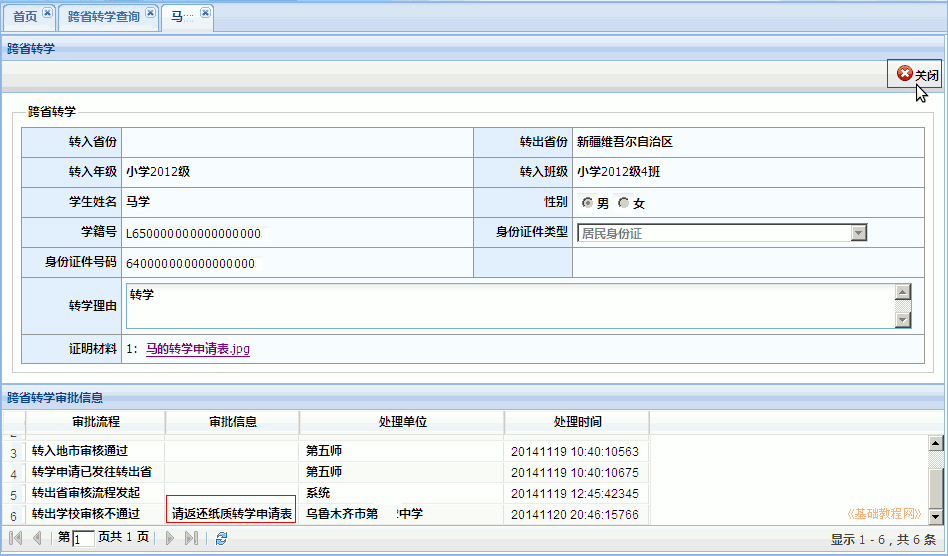 首页 跨省转学查询 马
跨省转学
关闭
跨省转学
转入省份 转出省份 新疆维吾尔自治区
转入年级 小学2012级 转入班级 小学2012级4班
学生姓名 马学 *性别 男 女
学籍号 L650000000000000000 身份证件类型 居民身份证
身份证件号码 640000000000000000
转学理由 转学
证明材料 1: 马的转学申请表.jpg
跨省转学审批信息
审批流程 审批信息 处理单位 处理时间
3 转入地市审核通过 第五师 20141119 10:40:10563
4 转学申请已发往转出省 第五师 20141119 10:40:10675
5 转出省审核流程发起 系统 20141119 12:45:42345
6 转出学校审核不通过 请返还纸质转学申请表 乌鲁木齐市第 中学 20141120 20:46:15766
《基础教程网》
第 1 页共 1 页 显示 1 - 6 , 共 6 条